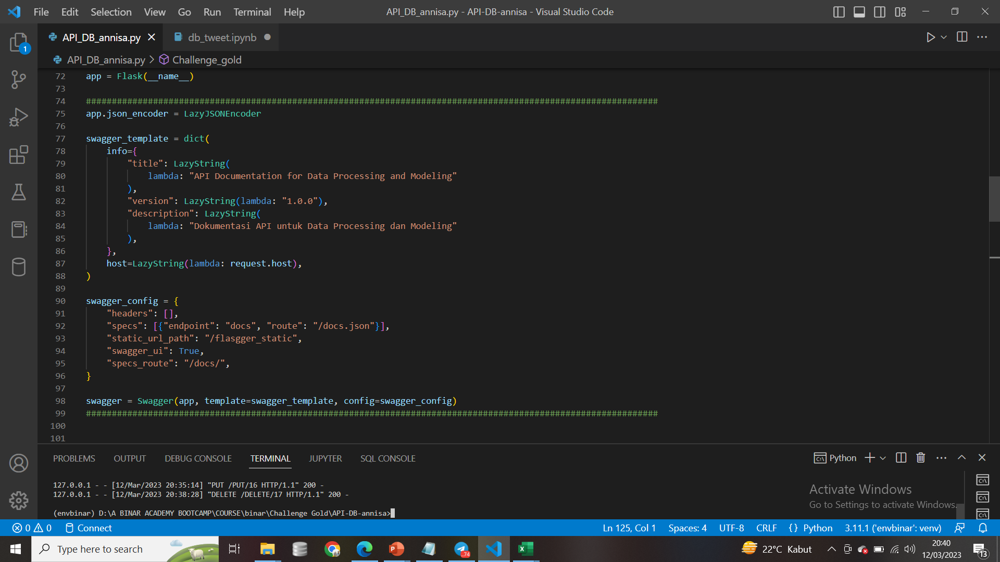 File Edit Selection View Go Run Terminal Help API_DB_annisa.py - API-DB-annisa - Visual Studio Code
API_DB_annisa.py db_tweet.ipynb
1
API_DB_annisa.py > Challenge_gold
72 app = Flask(__name__)
73
74 ###############################################################################################################
75 app.json_encoder = LazyJSONEncoder
76
77 swagger_template = dict(
78     info={
79         "title": LazyString(
80             lambda: "API Documentation for Data Processing and Modeling"
81         ),
82         "version": LazyString(lambda: "1.0.0"),
83         "description": LazyString(
84             lambda: "Dokumentasi API untuk Data Processing dan Modeling"
85         ),
86     },
87     host=LazyString(lambda: request.host),
88 )
89
90 swagger_config = {
91     "headers": [],
92     "specs": [{"endpoint": "docs", "route": "/docs.json"}],
93     "static_url_path": "/flasgger_static",
94     "swagger_ui": True,
95     "specs_route": "/docs/",
96 }
97
98 swagger = Swagger(app, template=swagger_template, config=swagger_config)
99 ###############################################################################################################
100
101
PROBLEMS OUTPUT DEBUG CONSOLE TERMINAL JUPYTER SQL CONSOLE Python
127.0.0.1 - - [12/Mar/2023 20:35:14] "PUT /PUT/16 HTTP/1.1" 200 -
127.0.0.1 - - [12/Mar/2023 20:38:28] "DELETE /DELETE/17 HTTP/1.1" 200 -
Activate Windows
Go to Settings to activate Windows.
(envbinar) D:\A BINAR ACADEMY BOOTCAMP\COURSE\binar\Challenge Gold\API-DB-annisa>
0 0 Connect Ln 125, Col 1 Spaces: 4 UTF-8 CRLF {} Python 3.11.1 ('envbinar': venv)
Type here to search ..74 22°C Kabut 20:40
12/03/2023 13